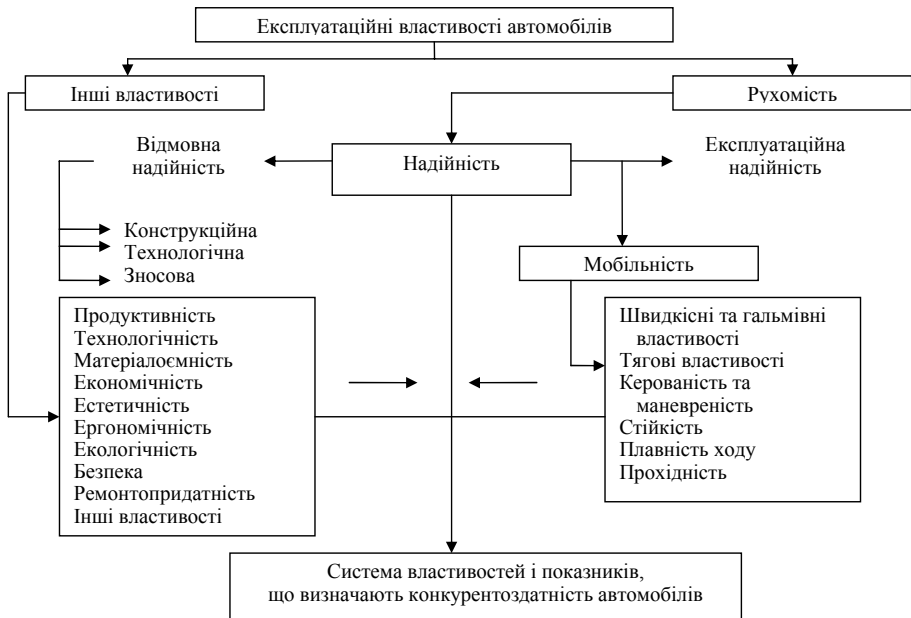 Експлуатаційні властивості автомобілів
Інші властивості
Рухомість
Відмовна
надійність
Надійність
Експлуатаційна
надійність
Конструкційна
Технологічна
Зносова
Мобільність
Продуктивність
Технологічність
Матеріалоємність
Економічність
Естетичність
Ергономічність
Екологічність
Безпека
Ремонтопридатність
Інші властивості
Швидкісні та гальмівні
властивості
Тягові властивості
Керованість та
маневреність
Стійкість
Плавність ходу
Прохідність
Система властивостей і показників,
що визначають конкурентоздатність автомобілів